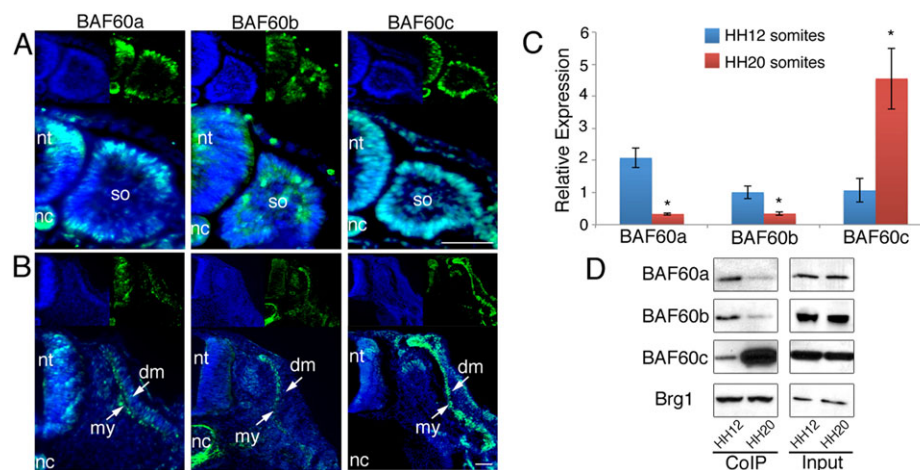 BAF60a BAF60b BAF60c
A
nt
so
nc
nt
so
nc
nt
so
nc
B
nt
dm
my
nc
nt
dm
my
nc
nt
dm
my
nc
C
HH12 somites
HH20 somites
Relative Expression
6
5
4
3
2
1
0
*
*
*
BAF60a BAF60b BAF60c
D
BAF60a
BAF60b
BAF60c
Brg1
HH12 HH20 HH12 HH20
CoIP Input